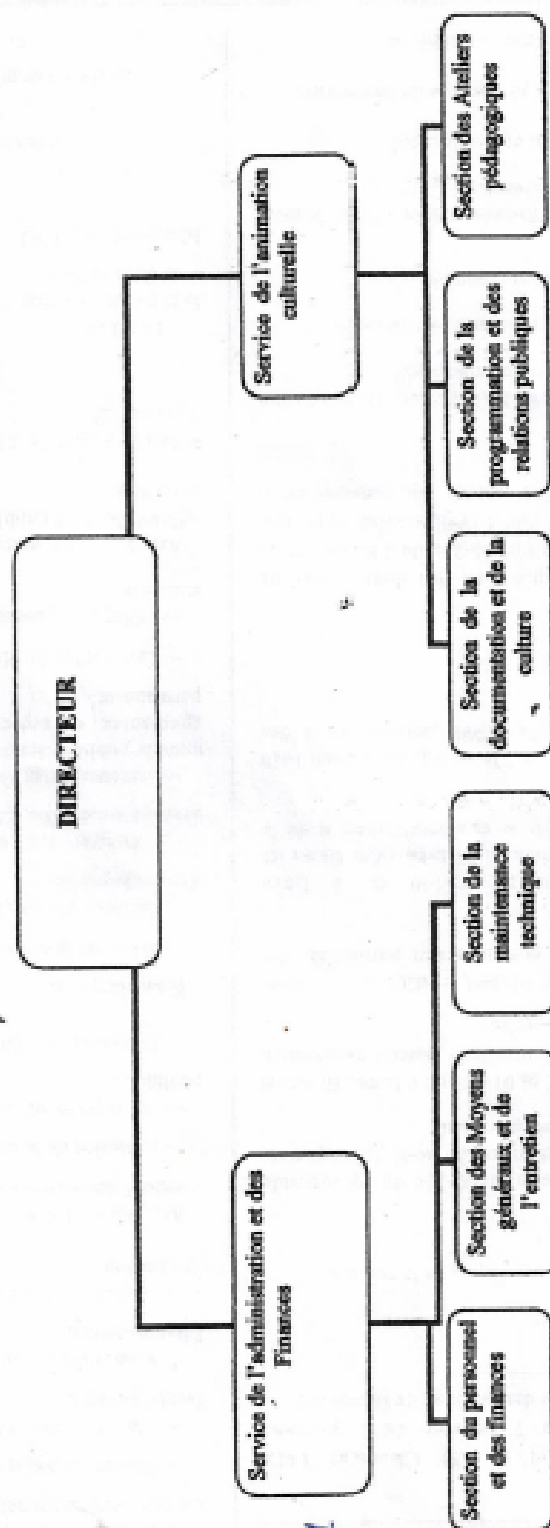 DIRECTEUR
Service de l'administration et des
Finances
Service de l'animation
culturelle
Section du personnel
et des finances
Section des Moyens
généraux et de
l'entretien
Section de la
maintenance
technique
Section de la
documentation et de la
culture
Section de la
programmation et des
relations publiques
Section des Ateliers
pédagogiques